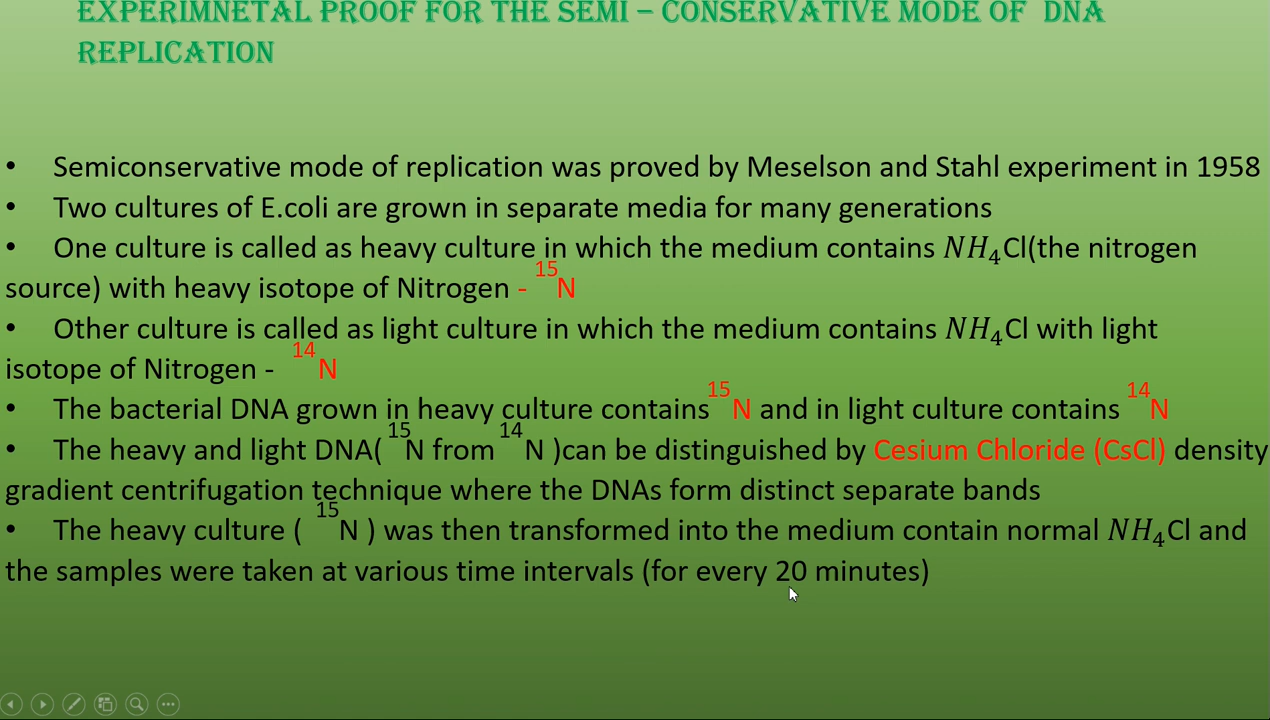 EXPERIMNETAL PROOF FOR THE SEMI – CONSERVATIVE MODE OF DNA
REPLICATION
• Semiconservative mode of replication was proved by Meselson and Stahl experiment in 1958
• Two cultures of E.coli are grown in separate media for many generations
• One culture is called as heavy culture in which the medium contains NH₄Cl(the nitrogen
source) with heavy isotope of Nitrogen - ¹⁵N
• Other culture is called as light culture in which the medium contains NH₄Cl with light
isotope of Nitrogen - ¹⁴N
• The bacterial DNA grown in heavy culture contains ¹⁵N and in light culture contains ¹⁴N
• The heavy and light DNA( ¹⁵N from ¹⁴N )can be distinguished by Cesium Chloride (CsCl) density
gradient centrifugation technique where the DNAs form distinct separate bands
• The heavy culture ( ¹⁵N ) was then transformed into the medium contain normal NH₄Cl and
the samples were taken at various time intervals (for every 20 minutes)